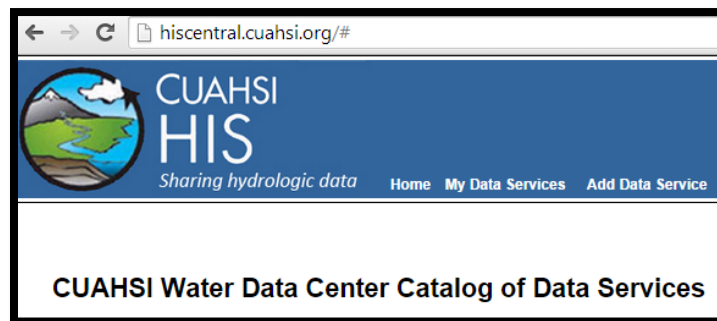 hiscentral.cuahsi.org/#
CUAHSI
HIS
Sharing hydrologic data
Home My Data Services Add Data Service
CUAHSI Water Data Center Catalog of Data Services